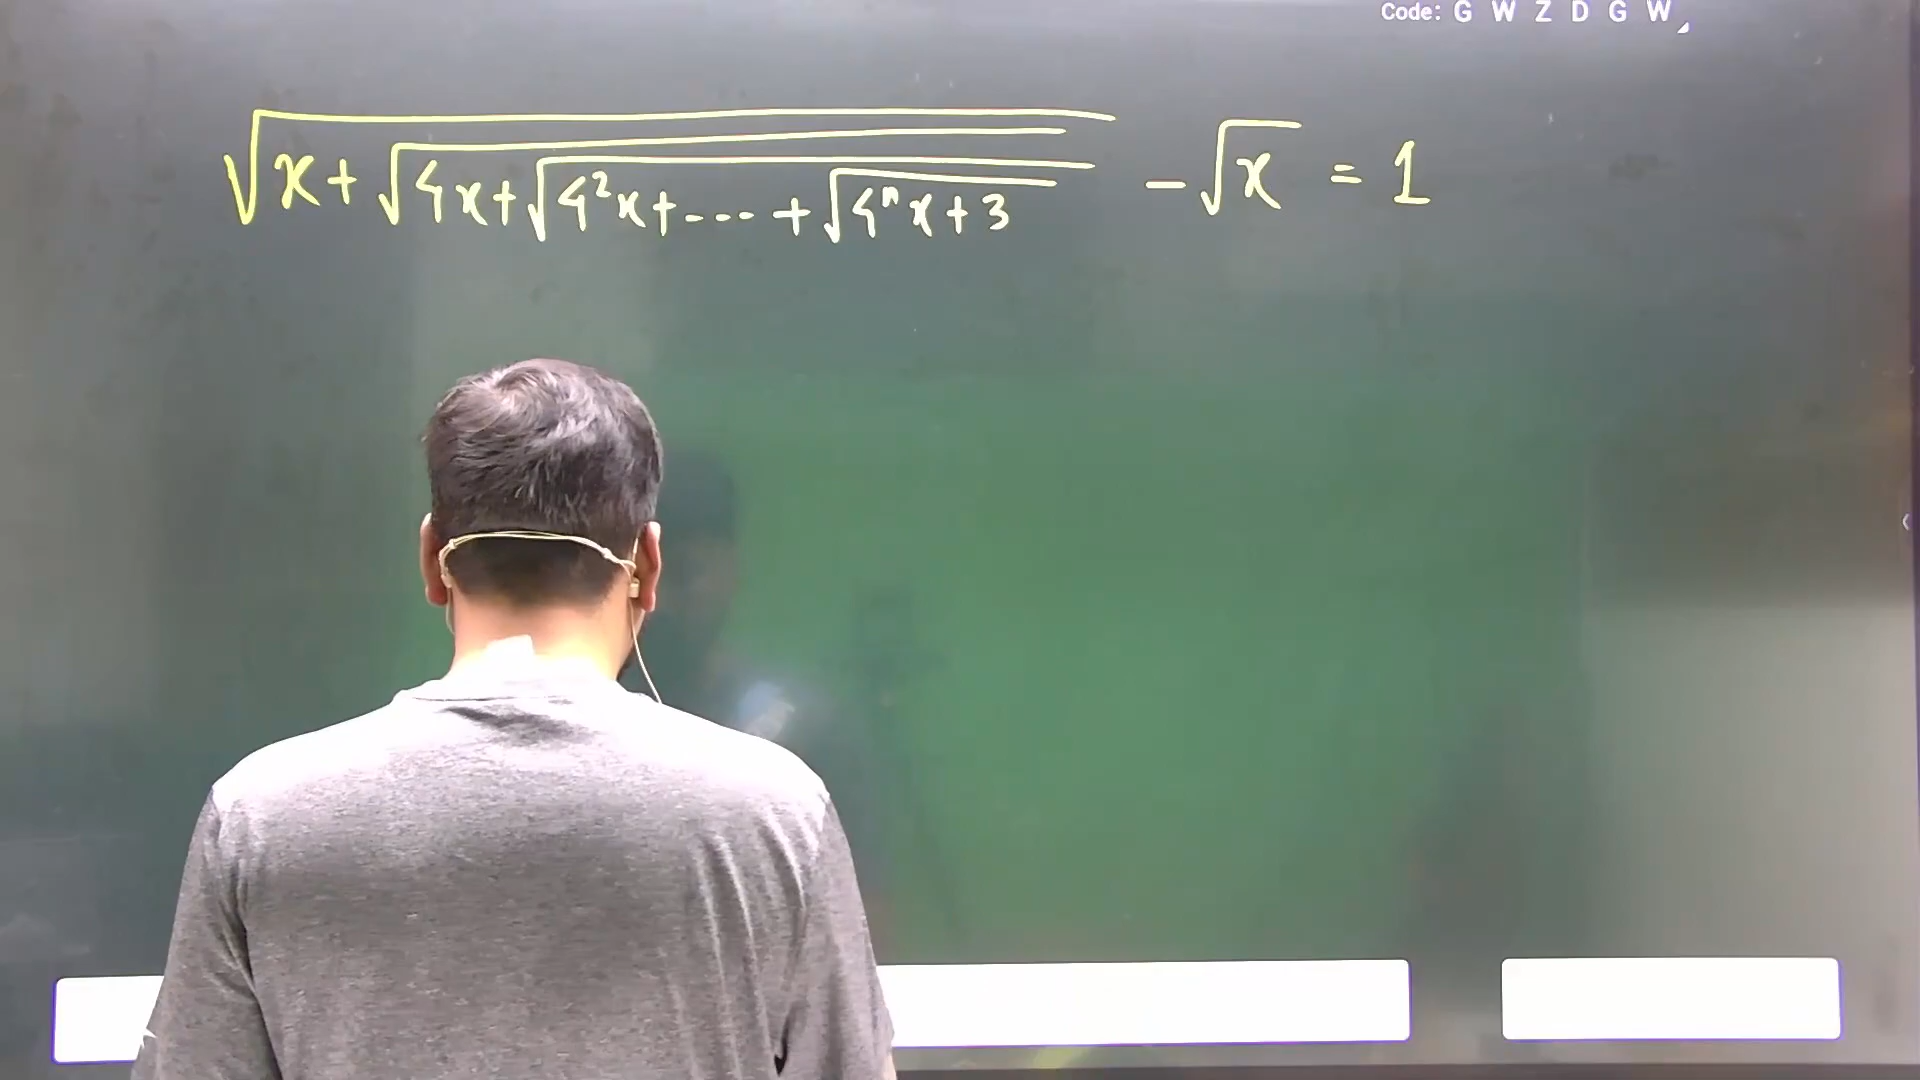 Code: G W Z D G W
√(x + √(4x + √(4²x + --- + √(4ⁿx + 3)))) - √x = 1